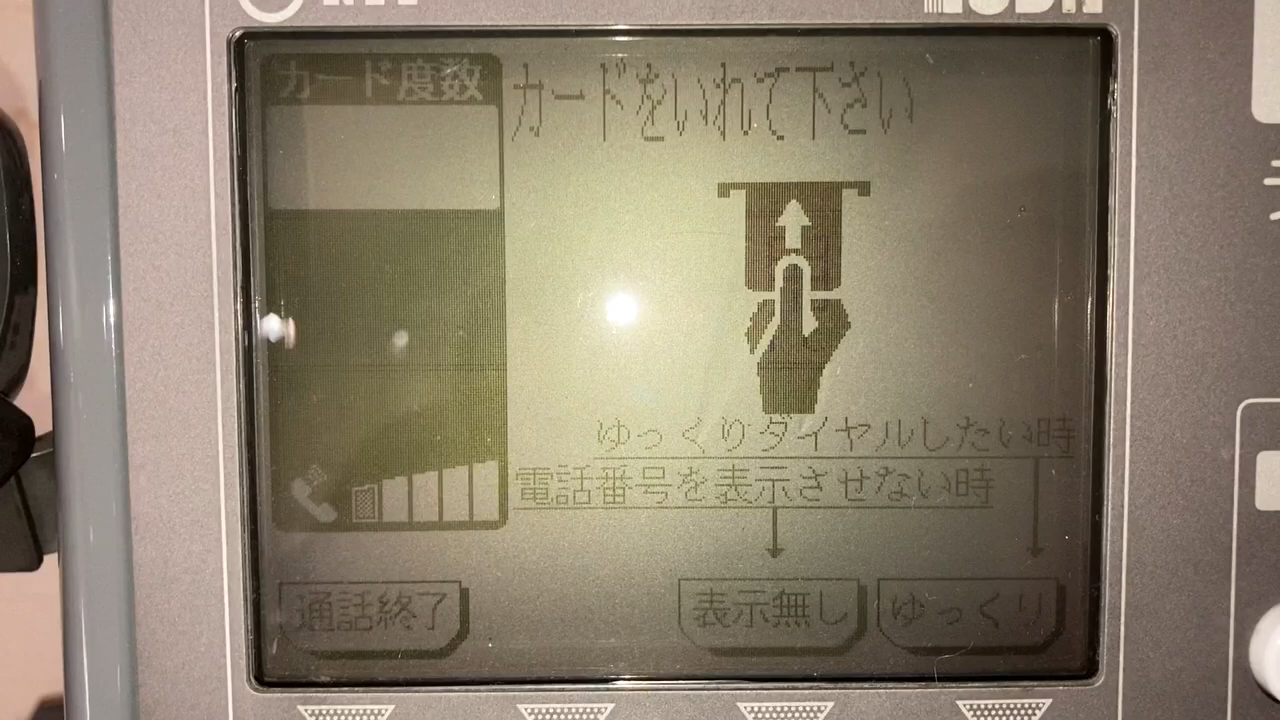 カード度数
カードをいれて下さい
ゆっくりダイヤルしたい時
電話番号を表示させない時
通話終了
表示無し
ゆっくり